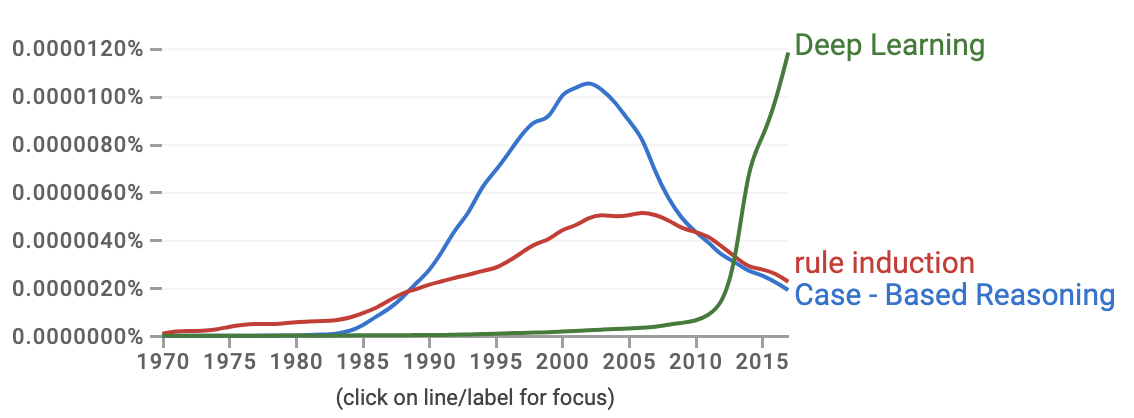 0.0000120%
Deep Learning
0.0000100%
0.0000080%
0.0000060%
0.0000040%
rule induction
0.0000020%
Case - Based Reasoning
0.0000000%
1970 1975 1980 1985 1990 1995 2000 2005 2010 2015
(click on line/label for focus)